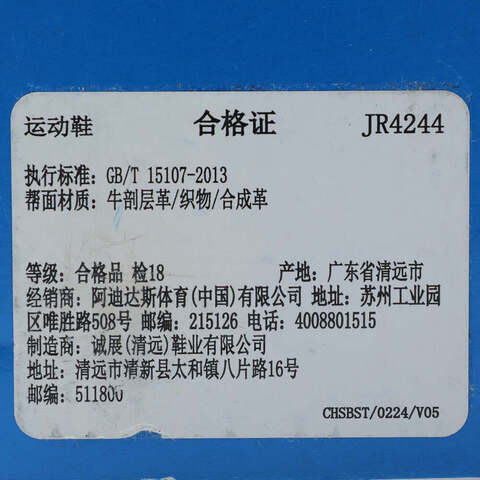 运动鞋 合格证 JR4244
执行标准: GB/T 15107-2013
帮面材质: 牛剖层革/织物/合成革
等级: 合格品 检18 产地: 广东省清远市
经销商: 阿迪达斯体育(中国)有限公司 地址: 苏州工业园
区唯胜路508号 邮编: 215126 电话: 4008801515
制造商: 诚展(清远)鞋业有限公司
地址: 清远市清新县太和镇八片路16号
邮编: 511800
CHSBST/0224/V05